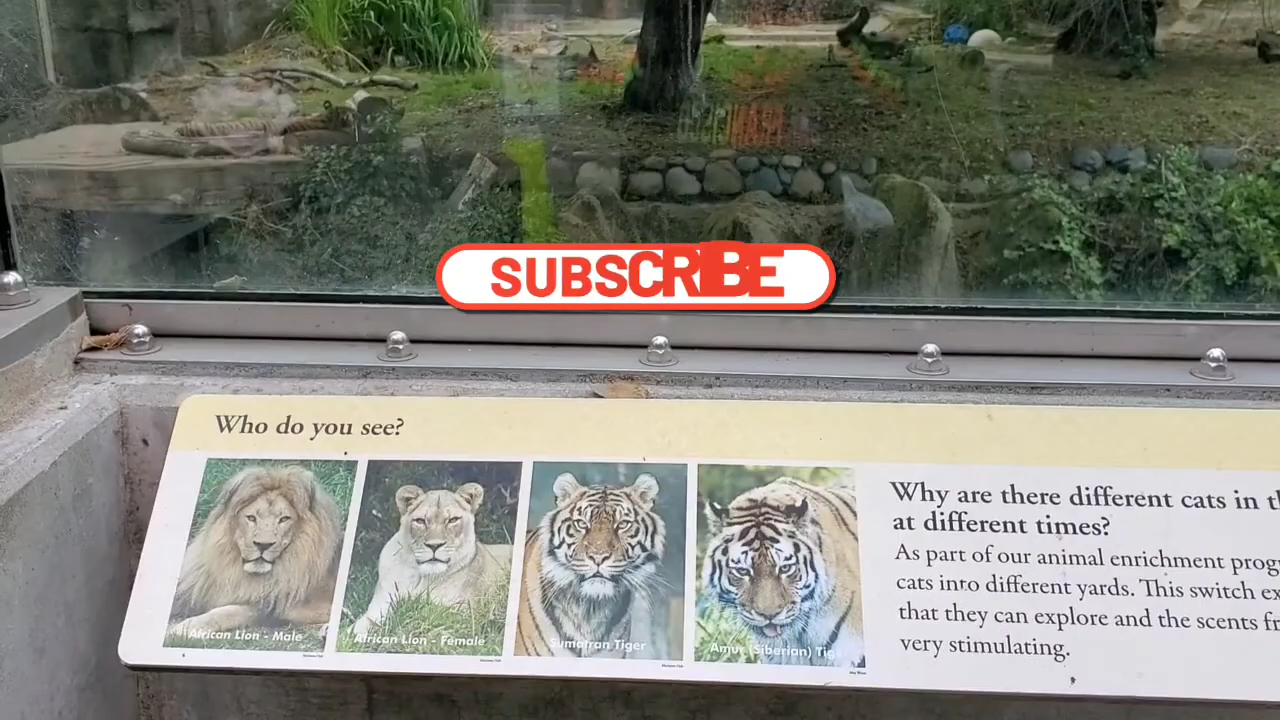 SUBSCRIBE
Who do you see?
African Lion - Male
African Lion - Female
Sumatran Tiger
Amur (Siberian) Tig
Why are there different cats in t
at different times?
As part of our animal enrichment prog
cats into different yards. This switch ex
that they can explore and the scents fr
very stimulating.